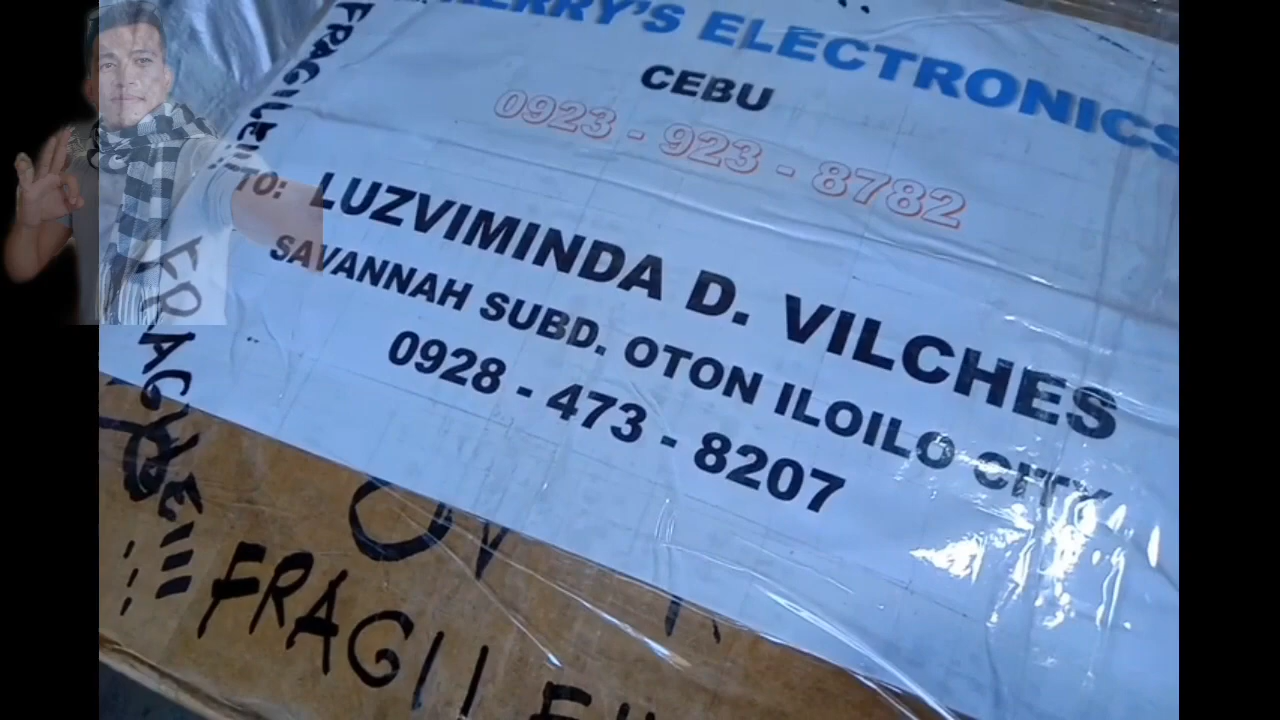 ELECTRONICS
CEBU
0923 - 923 - 8782
TO: LUZVIMINDA D. VILCHES
SAVANNAH SUBD. OTON ILOILO CITY
0928 - 473 - 8207
FRAGILE!!!
FRAGILE!!!
FRAGILE